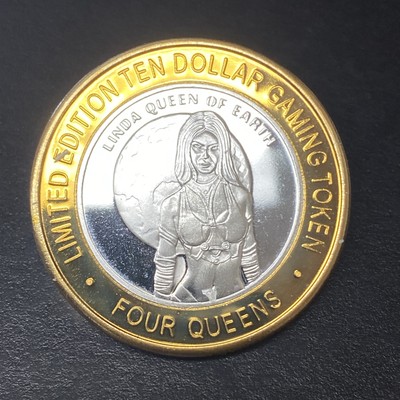 LIMITED EDITION TEN DOLLAR GAMING TOKEN
LINDA QUEEN OF EARTH
• FOUR QUEENS •